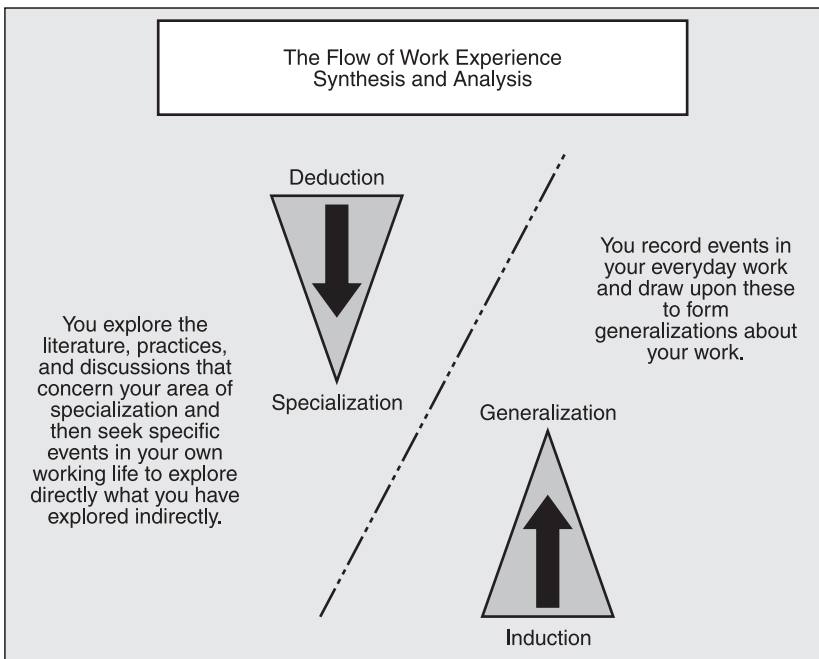 The Flow of Work Experience
Synthesis and Analysis
Deduction
Specialization
You explore the
literature, practices,
and discussions that
concern your area of
specialization and
then seek specific
events in your own
working life to explore
directly what you have
explored indirectly.
You record events in
your everyday work
and draw upon these
to form
generalizations about
your work.
Generalization
Induction